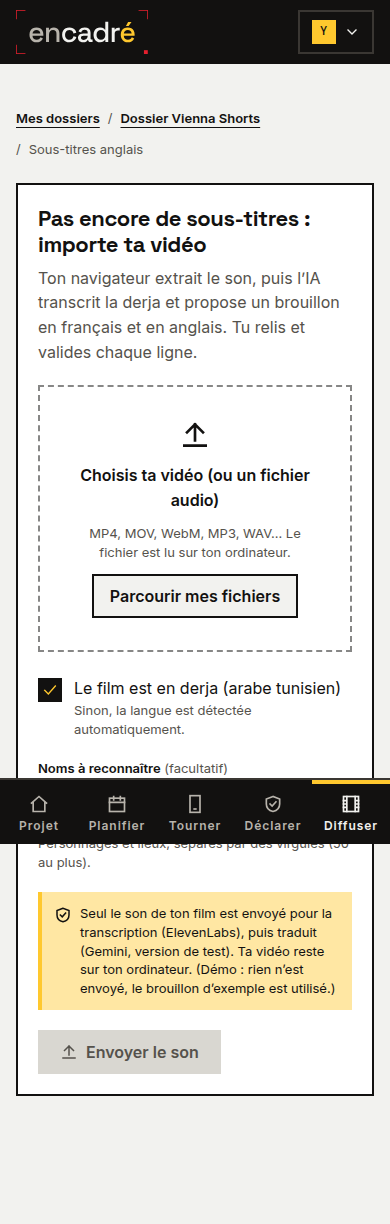 encadré
Y
Mes dossiers / Dossier Vienna Shorts
/ Sous-titres anglais
Pas encore de sous-titres :
importe ta vidéo
Ton navigateur extrait le son, puis l’IA
transcrit la derja et propose un brouillon
en français et en anglais. Tu relis et
valides chaque ligne.
Choisis ta vidéo (ou un fichier
audio)
MP4, MOV, WebM, MP3, WAV… Le
fichier est lu sur ton ordinateur.
Parcourir mes fichiers
Le film est en derja (arabe tunisien)
Sinon, la langue est détectée
automatiquement.
Noms à reconnaître (facultatif)
Projet Planifier Tourner Déclarer Diffuser
Personnages et lieux, séparés par des virgules (50
au plus).
Seul le son de ton film est envoyé pour la
transcription (ElevenLabs), puis traduit
(Gemini, version de test). Ta vidéo reste
sur ton ordinateur. (Démo : rien n’est
envoyé, le brouillon d’exemple est utilisé.)
Envoyer le son